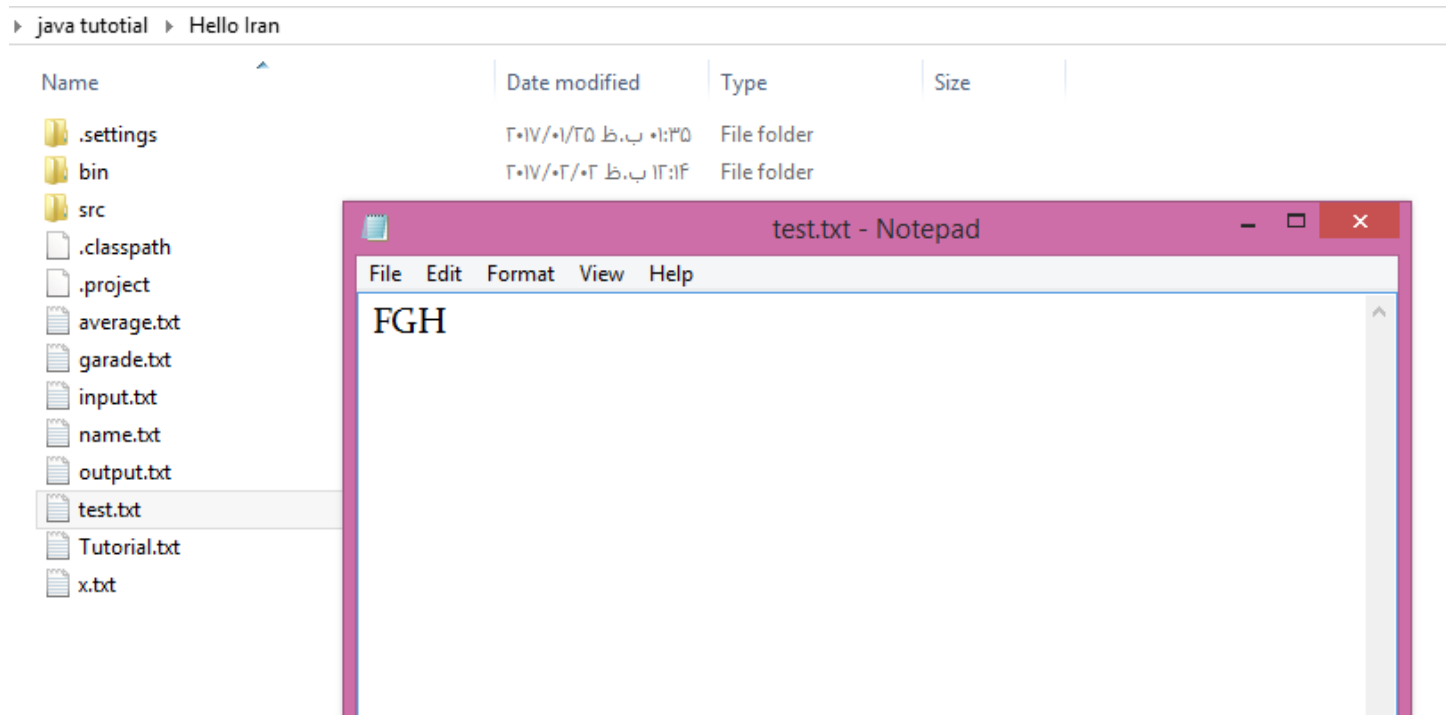 java tutotial Hello Iran
Name Date modified Type Size
.settings ۲۰۱۷/۰۱/۲۵ ب.ظ ۰۱:۳۵ File folder
bin ۲۰۱۷/۰۲/۰۲ ب.ظ ۱۲:۱۴ File folder
src
.classpath
.project
average.txt
garade.txt
input.txt
name.txt
output.txt
test.txt
Tutorial.txt
x.txt
test.txt - Notepad
File Edit Format View Help
FGH